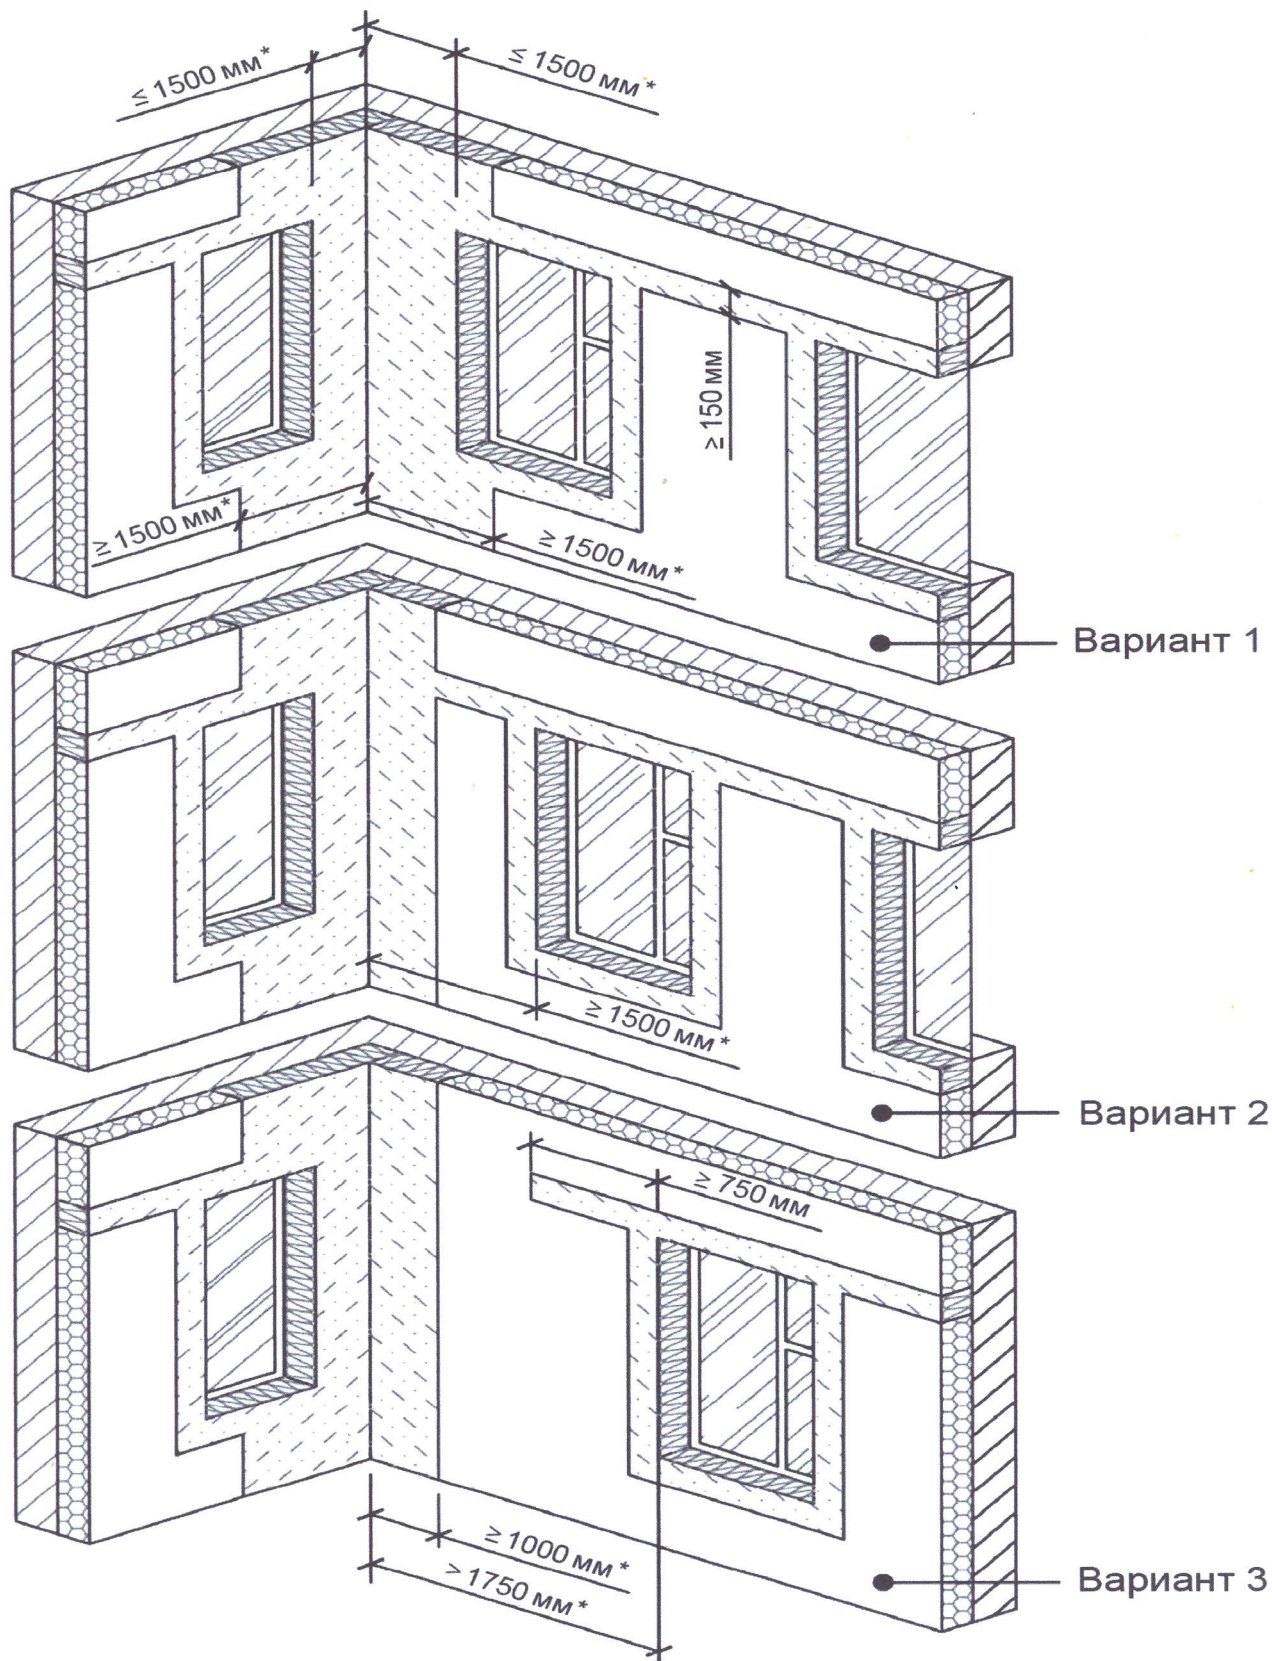 ≤ 1500 мм*
≤ 1500 мм*
≥ 150 мм
≥ 1500 мм*
≥ 1500 мм*
Вариант 1
≥ 1500 мм*
Вариант 2
≥ 750 мм
≥ 1000 мм*
> 1750 мм*
Вариант 3